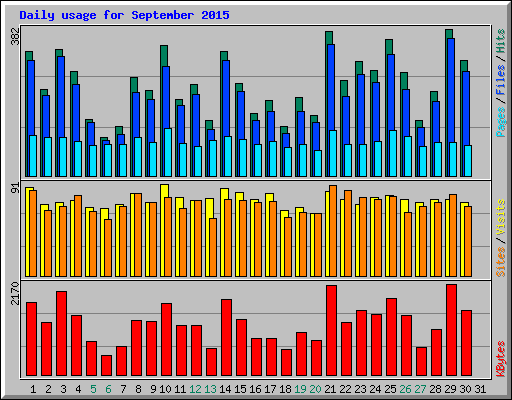 Daily usage for September 2015
382
Pages / Files / Hits
91
Sites / Visits
2170
KBytes
1 2 3 4 5 6 7 8 9 10 11 12 13 14 15 16 17 18 19 20 21 22 23 24 25 26 27 28 29 30 31